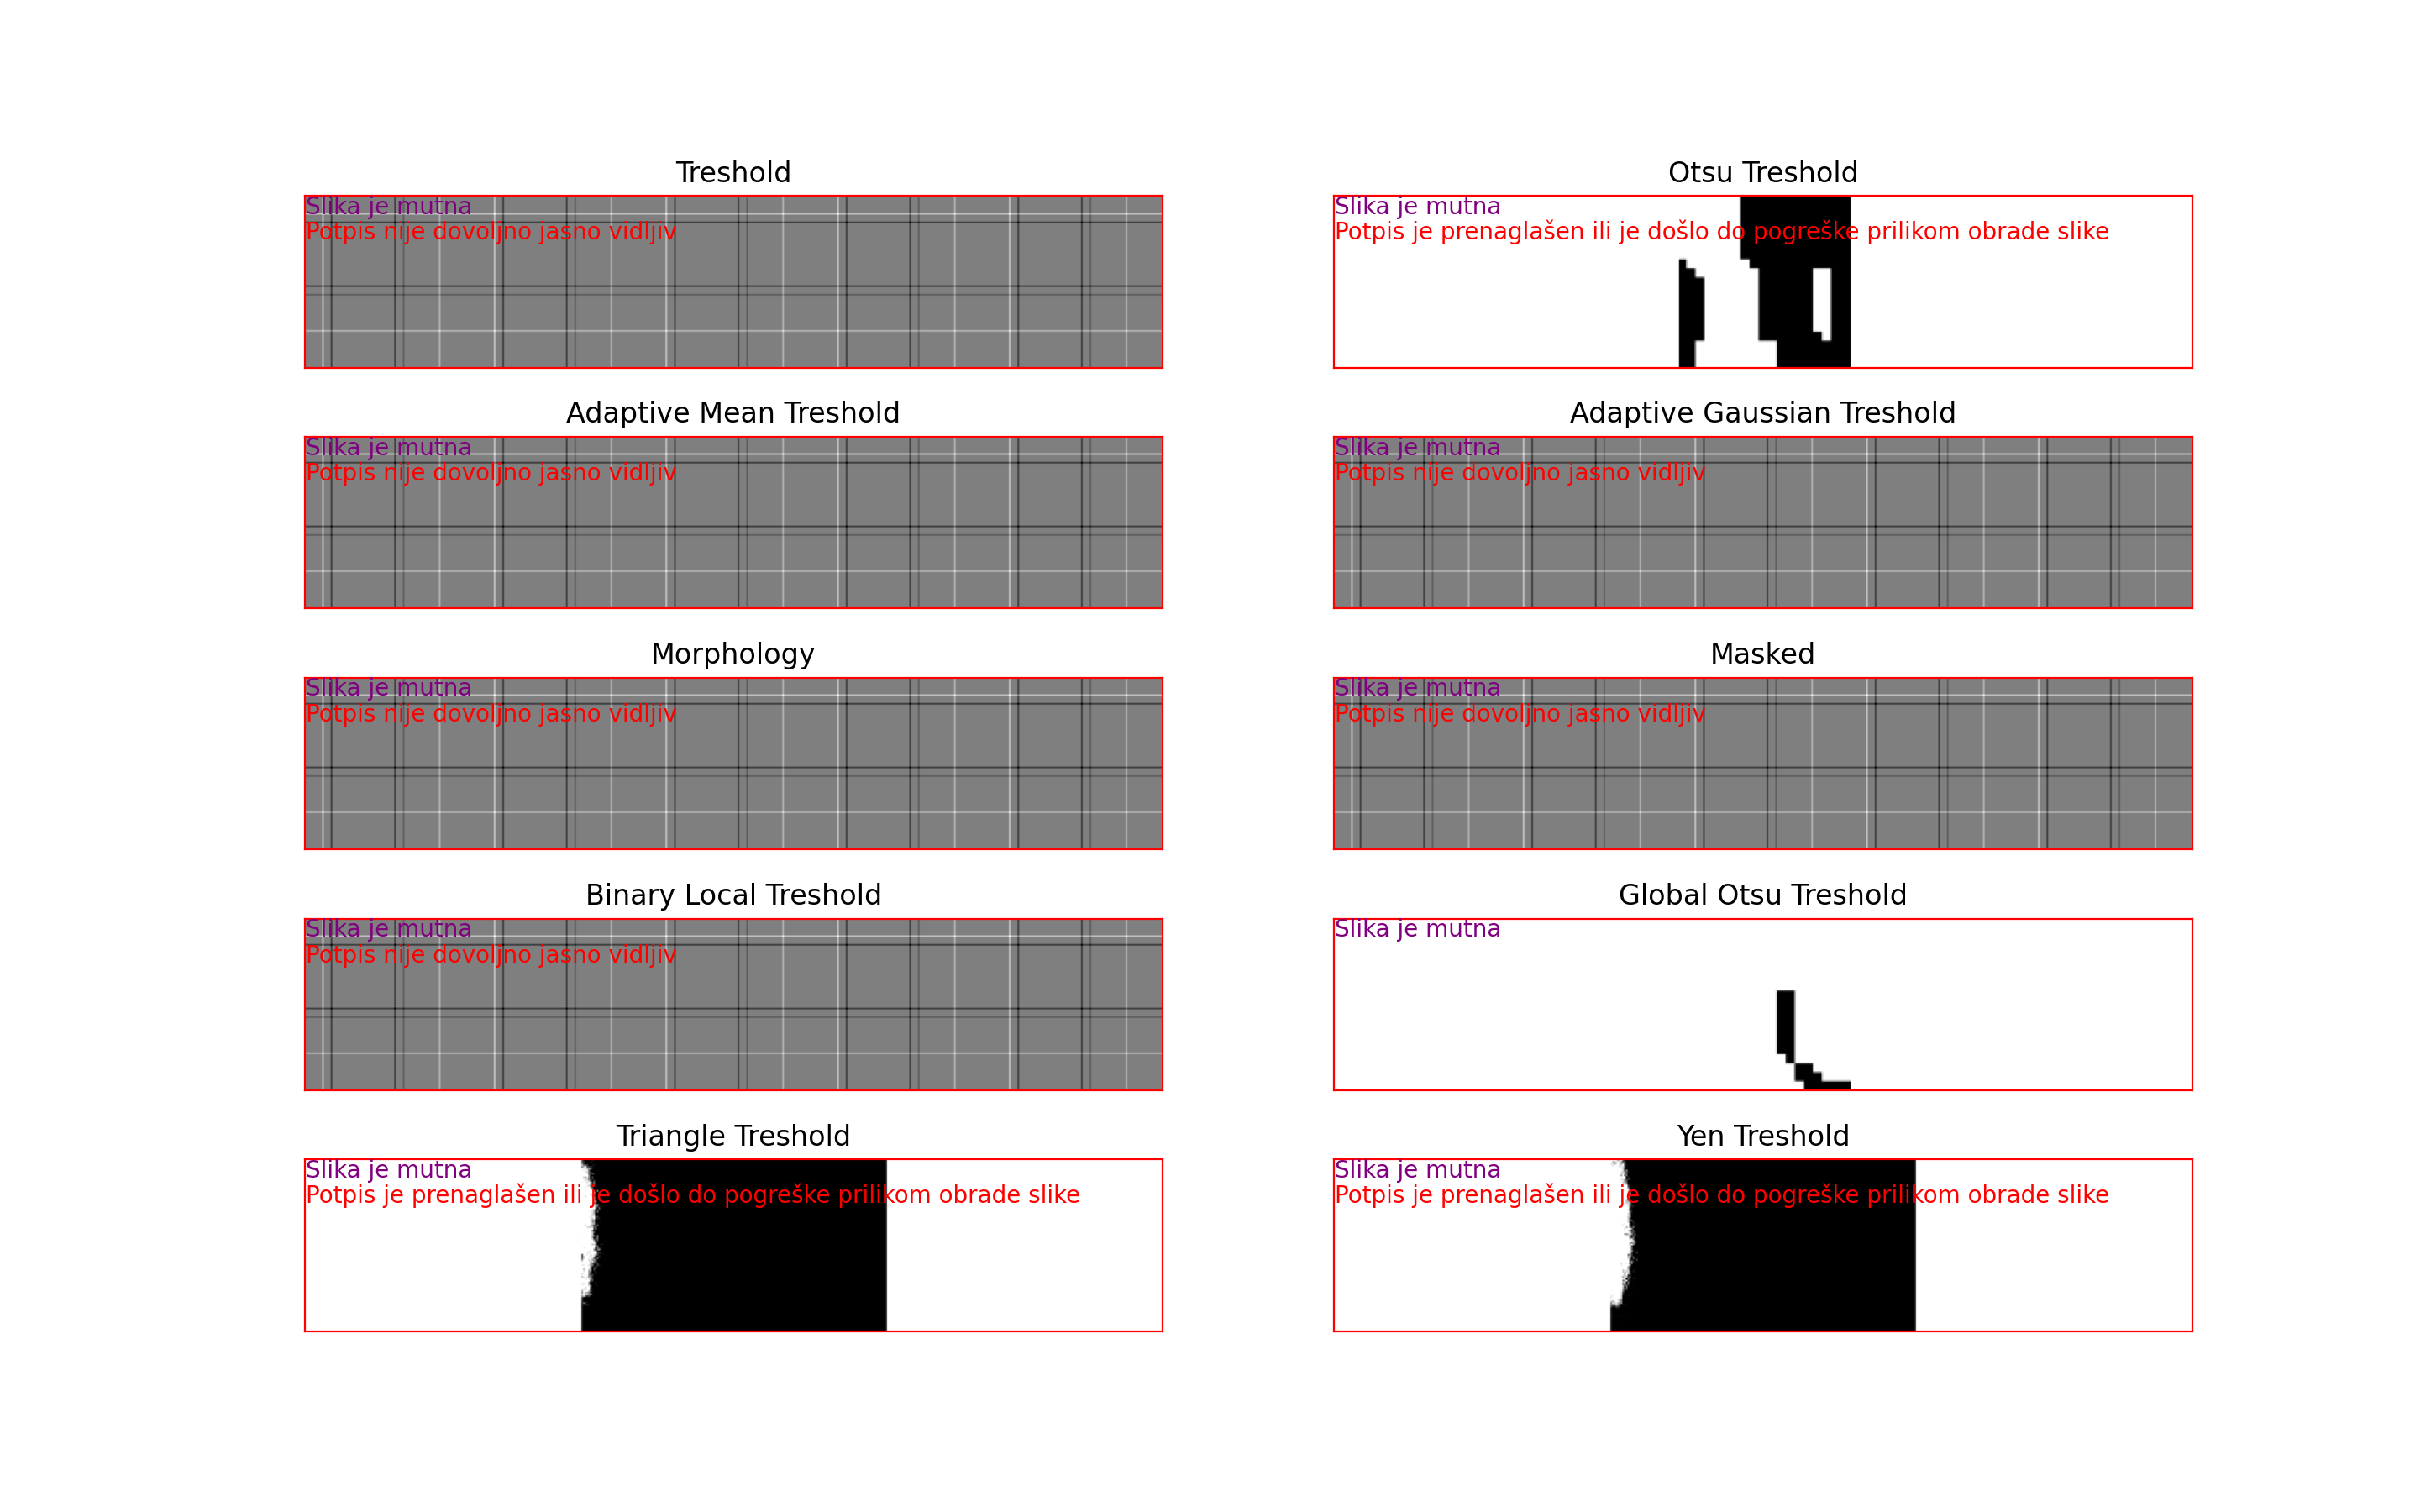 Treshold
Slika je mutna
Potpis nije dovoljno jasno vidljiv
Otsu Treshold
Slika je mutna
Potpis je prenaglašen ili je došlo do pogreške prilikom obrade slike
Adaptive Mean Treshold
Slika je mutna
Potpis nije dovoljno jasno vidljiv
Adaptive Gaussian Treshold
Slika je mutna
Potpis nije dovoljno jasno vidljiv
Morphology
Slika je mutna
Potpis nije dovoljno jasno vidljiv
Masked
Slika je mutna
Potpis nije dovoljno jasno vidljiv
Binary Local Treshold
Slika je mutna
Potpis nije dovoljno jasno vidljiv
Global Otsu Treshold
Slika je mutna
Triangle Treshold
Slika je mutna
Potpis je prenaglašen ili je došlo do pogreške prilikom obrade slike
Yen Treshold
Slika je mutna
Potpis je prenaglašen ili je došlo do pogreške prilikom obrade slike